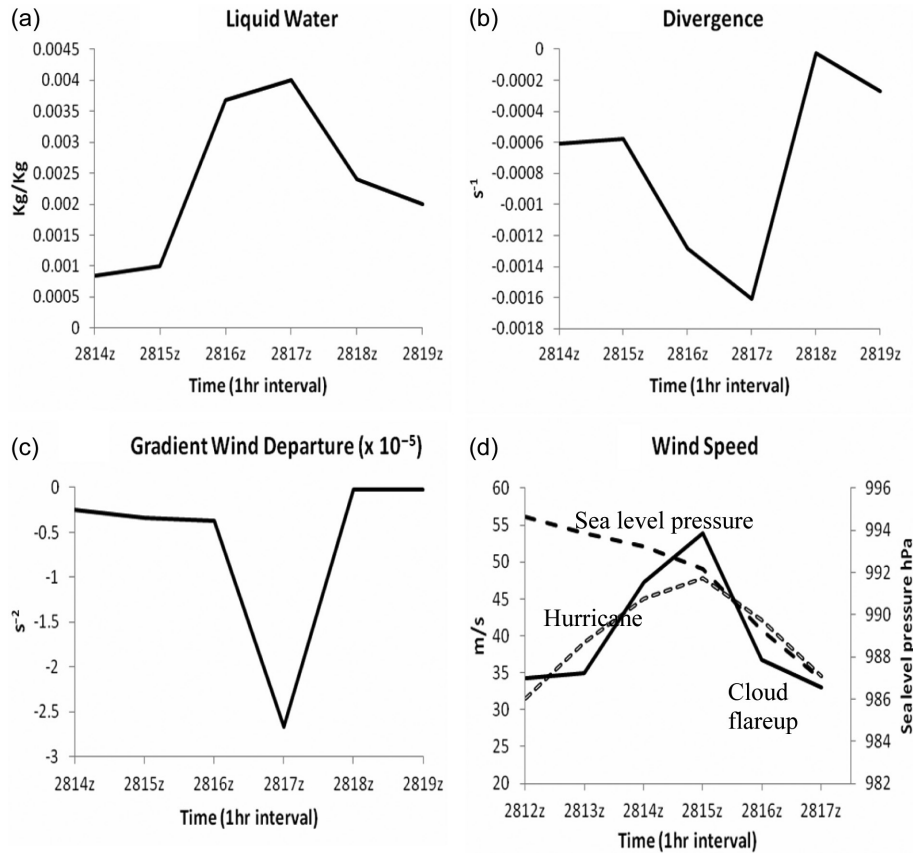 (a)
Liquid Water
0.0045
0.004
0.0035
0.003
0.0025
0.002
0.0015
0.001
0.0005
0
Kg/Kg
2814z 2815z 2816z 2817z 2818z 2819z
Time (1hr interval)
(b)
Divergence
0
-0.0002
-0.0004
-0.0006
-0.0008
-0.001
-0.0012
-0.0014
-0.0016
-0.0018
s⁻¹
2814z 2815z 2816z 2817z 2818z 2819z
Time (1hr interval)
(c)
Gradient Wind Departure (x 10⁻⁵)
0
-0.5
-1
-1.5
-2
-2.5
-3
s⁻²
2814z 2815z 2816z 2817z 2818z 2819z
Time (1hr interval)
(d)
Wind Speed
60
55
50
45
40
35
30
25
20
m/s
Sea level pressure
Hurricane
Cloud
flareup
996
994
992
990
988
986
984
982
Sea level pressure hPa
2812z 2813z 2814z 2815z 2816z 2817z
Time (1hr interval)